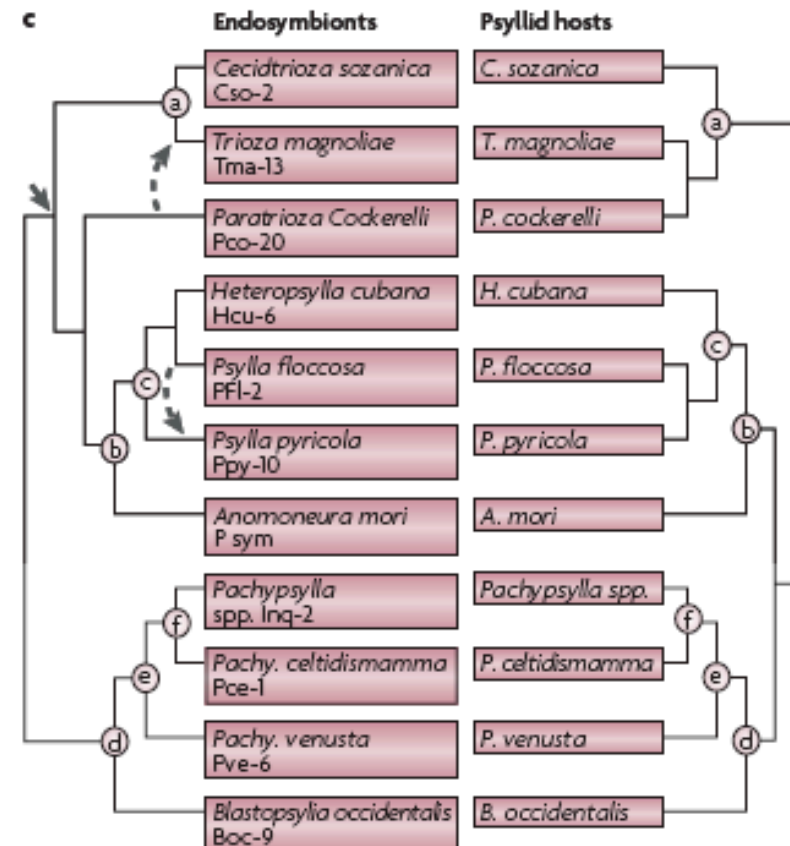 c
Endosymbionts
Psyllid hosts
Cecidtrioza sozanica
Cso-2
C. sozanica
a
a
Trioza magnoliae
Tma-13
T. magnoliae
Paratrioza Cockerelli
Pco-20
P. cockerelli
Heteropsylla cubana
Hcu-6
H. cubana
c
Psylla floccosa
PFl-2
P. floccosa
c
b
Psylla pyricola
Ppy-10
P. pyricola
b
Anomoneura mori
P sym
A. mori
Pachypsylla
spp. Inq-2
Pachypsylla spp.
f
f
Pachy. celtidismamma
Pce-1
P. celtidismamma
e
e
Pachy. venusta
Pve-6
P. venusta
d
d
Blastopsylia occidentalis
Boc-9
B. occidentalis